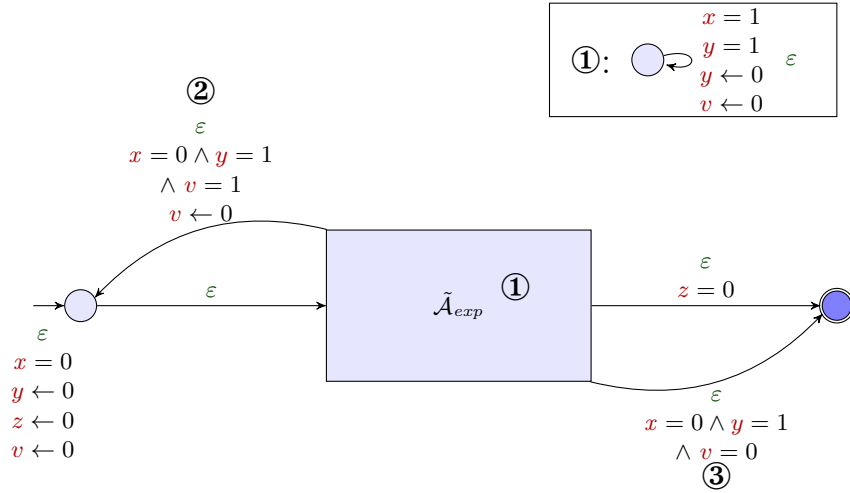 x = 1
y = 1
①:
y ← 0
ε
v ← 0
②
ε
x = 0 ∧ y = 1
∧ v = 1
v ← 0
ε
Ã_exp
①
ε
z = 0
ε
x = 0
y ← 0
z ← 0
v ← 0
ε
x = 0 ∧ y = 1
∧ v = 0
③